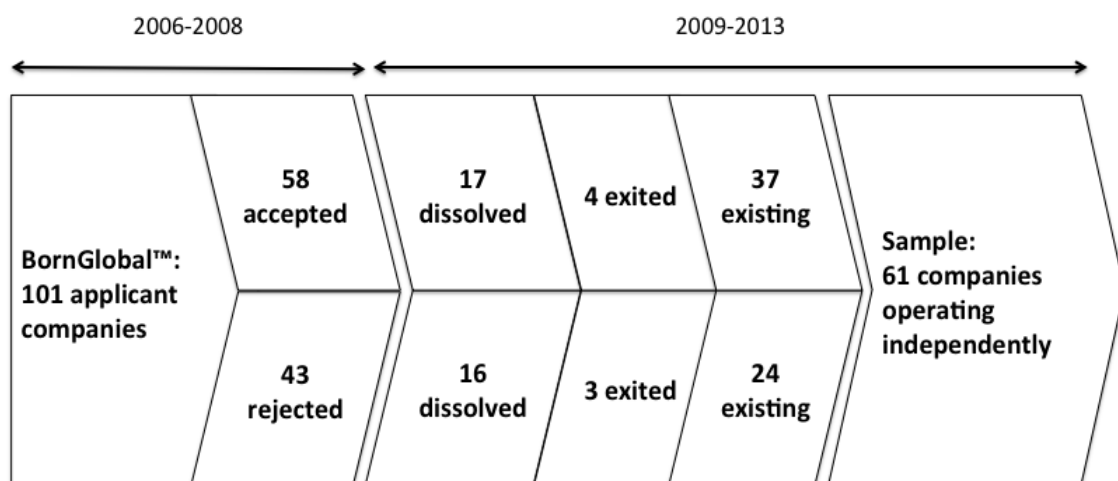 2006-2008
2009-2013
BornGlobal™:
101 applicant
companies
58
accepted
43
rejected
17
dissolved
16
dissolved
4 exited
3 exited
37
existing
24
existing
Sample:
61 companies
operating
independently